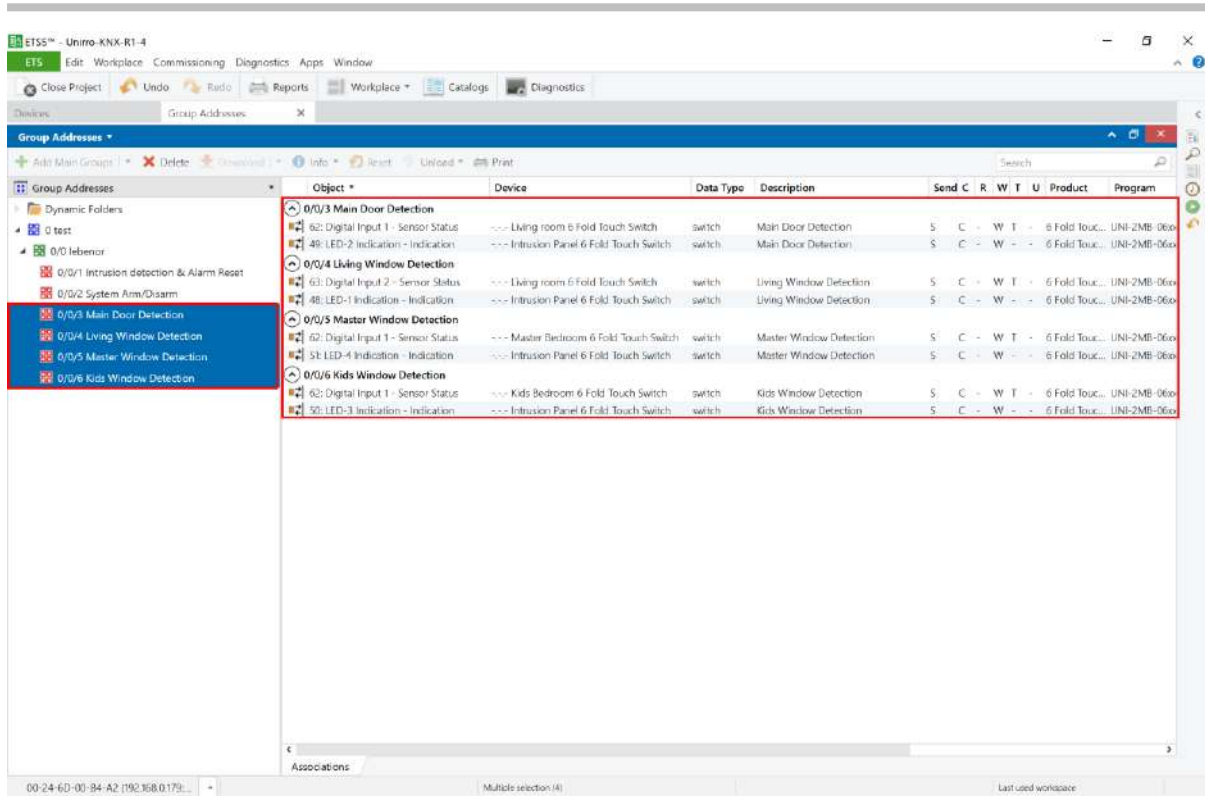 ETS5™ - Unirro-KNX-R1-4
ETS Edit Workplace Commissioning Diagnostics Apps Window
Close Project Undo Redo Reports Workplace Catalogs Diagnostics
Devices Group Addresses
Group Addresses
Add Main Groups Delete Download Info Reset Unload Print Search
Group Addresses Object Device Data Type Description Send C R W T U Product Program
Dynamic Folders 0/0/3 Main Door Detection
0 test 62: Digital Input 1 - Sensor Status -.-.- Living room 6 Fold Touch Switch switch Main Door Detection S C - W T - 6 Fold Touc... UNI-2MB-06xx
0/0 lebenor 49: LED-2 Indication - Indication -.-.- Intrusion Panel 6 Fold Touch Switch switch Main Door Detection S C - W - - 6 Fold Touc... UNI-2MB-06xx
0/0/1 Intrusion detection & Alarm Reset 0/0/4 Living Window Detection
63: Digital Input 2 - Sensor Status -.-.- Living room 6 Fold Touch Switch switch Living Window Detection S C - W T - 6 Fold Touc... UNI-2MB-06xx
0/0/2 System Arm/Disarm 48: LED-1 Indication - Indication -.-.- Intrusion Panel 6 Fold Touch Switch switch Living Window Detection S C - W - - 6 Fold Touc... UNI-2MB-06xx
0/0/3 Main Door Detection 0/0/5 Master Window Detection
0/0/4 Living Window Detection 62: Digital Input 1 - Sensor Status -.-.- Master Bedroom 6 Fold Touch Switch switch Master Window Detection S C - W T - 6 Fold Touc... UNI-2MB-06xx
0/0/5 Master Window Detection 51: LED-4 Indication - Indication -.-.- Intrusion Panel 6 Fold Touch Switch switch Master Window Detection S C - W - - 6 Fold Touc... UNI-2MB-06xx
0/0/6 Kids Window Detection 0/0/6 Kids Window Detection
62: Digital Input 1 - Sensor Status -.-.- Kids Bedroom 6 Fold Touch Switch switch Kids Window Detection S C - W T - 6 Fold Touc... UNI-2MB-06xx
50: LED-3 Indication - Indication -.-.- Intrusion Panel 6 Fold Touch Switch switch Kids Window Detection S C - W - - 6 Fold Touc... UNI-2MB-06xx
Associations
00-24-6D-00-B4-A2 (192.168.0.179:... Multiple selection (4) Last used workspace